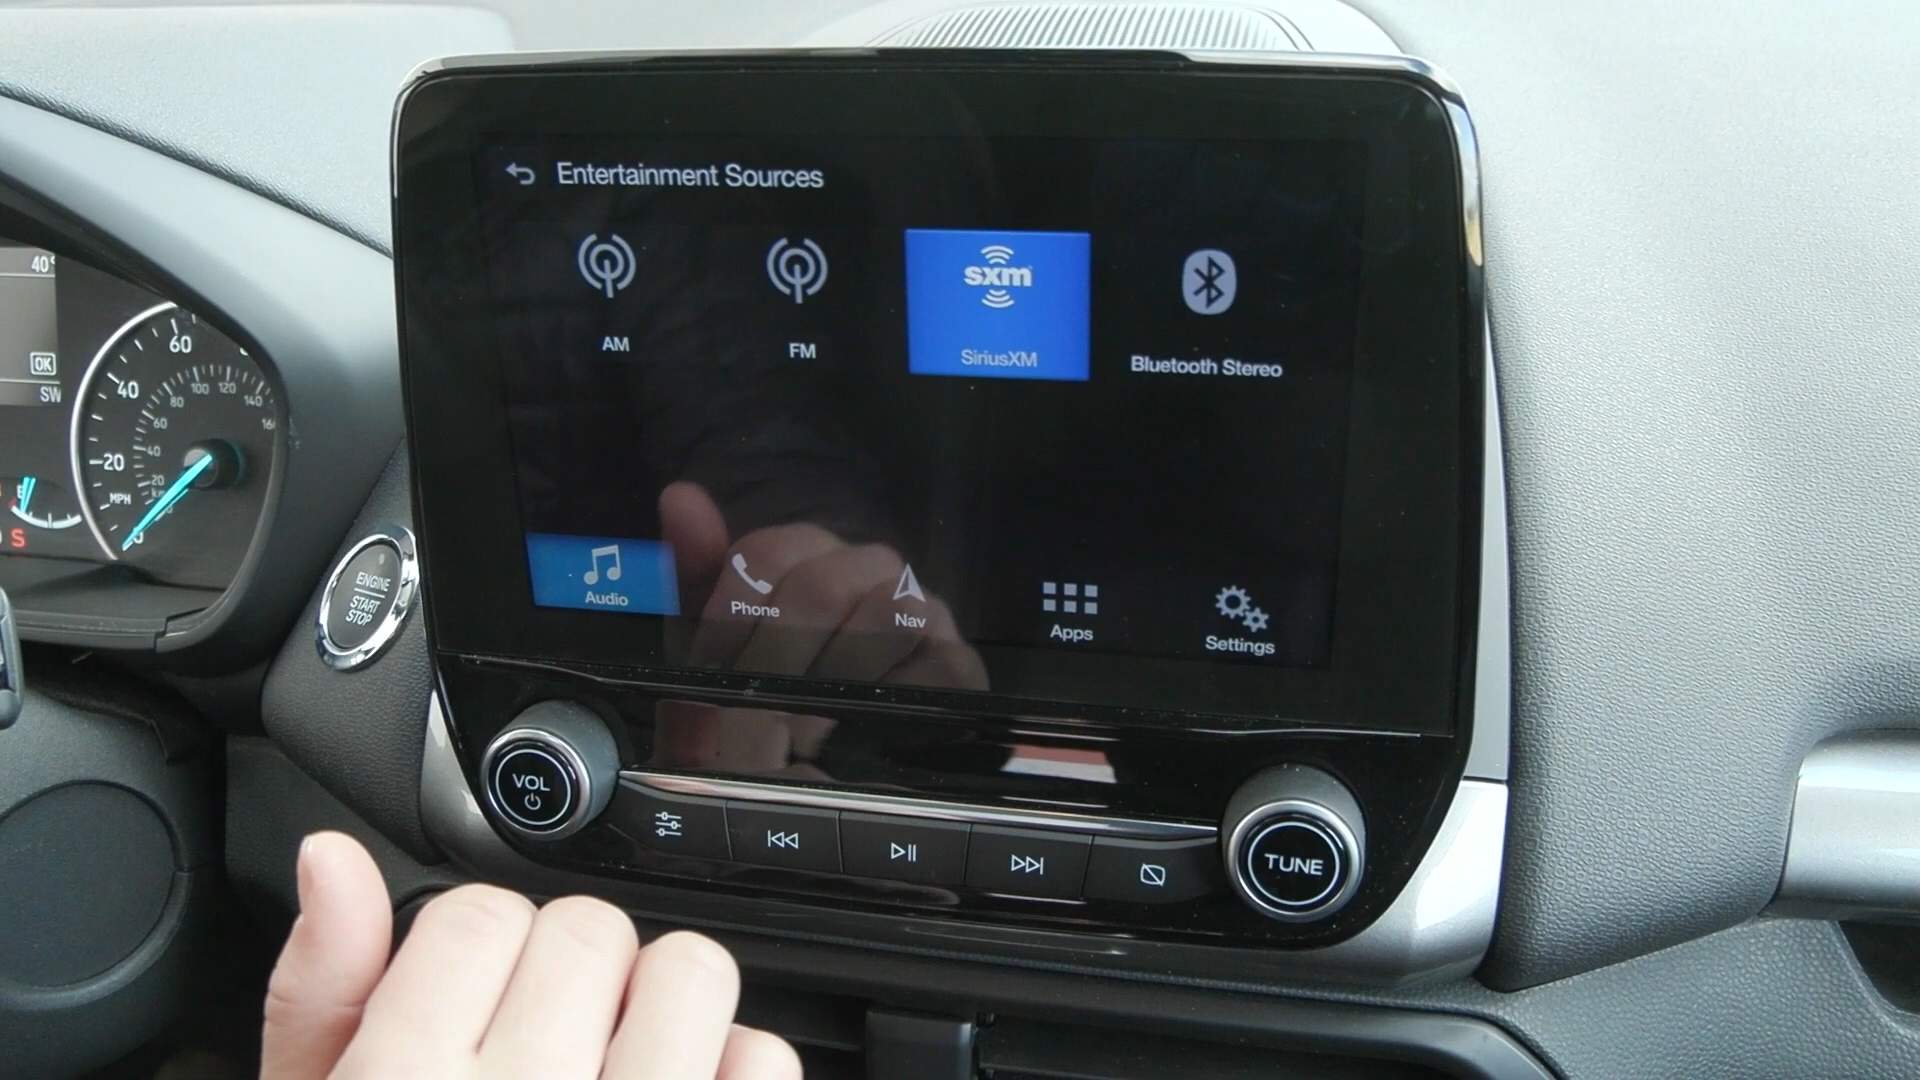 Entertainment Sources
AM
FM
sxm
SiriusXM
Bluetooth Stereo
Audio
Phone
Nav
Apps
Settings
VOL
TUNE
ENGINE
START
STOP
40°
OK
SW
S
MPH
20
40
60
20
40
60
80
100
120
140